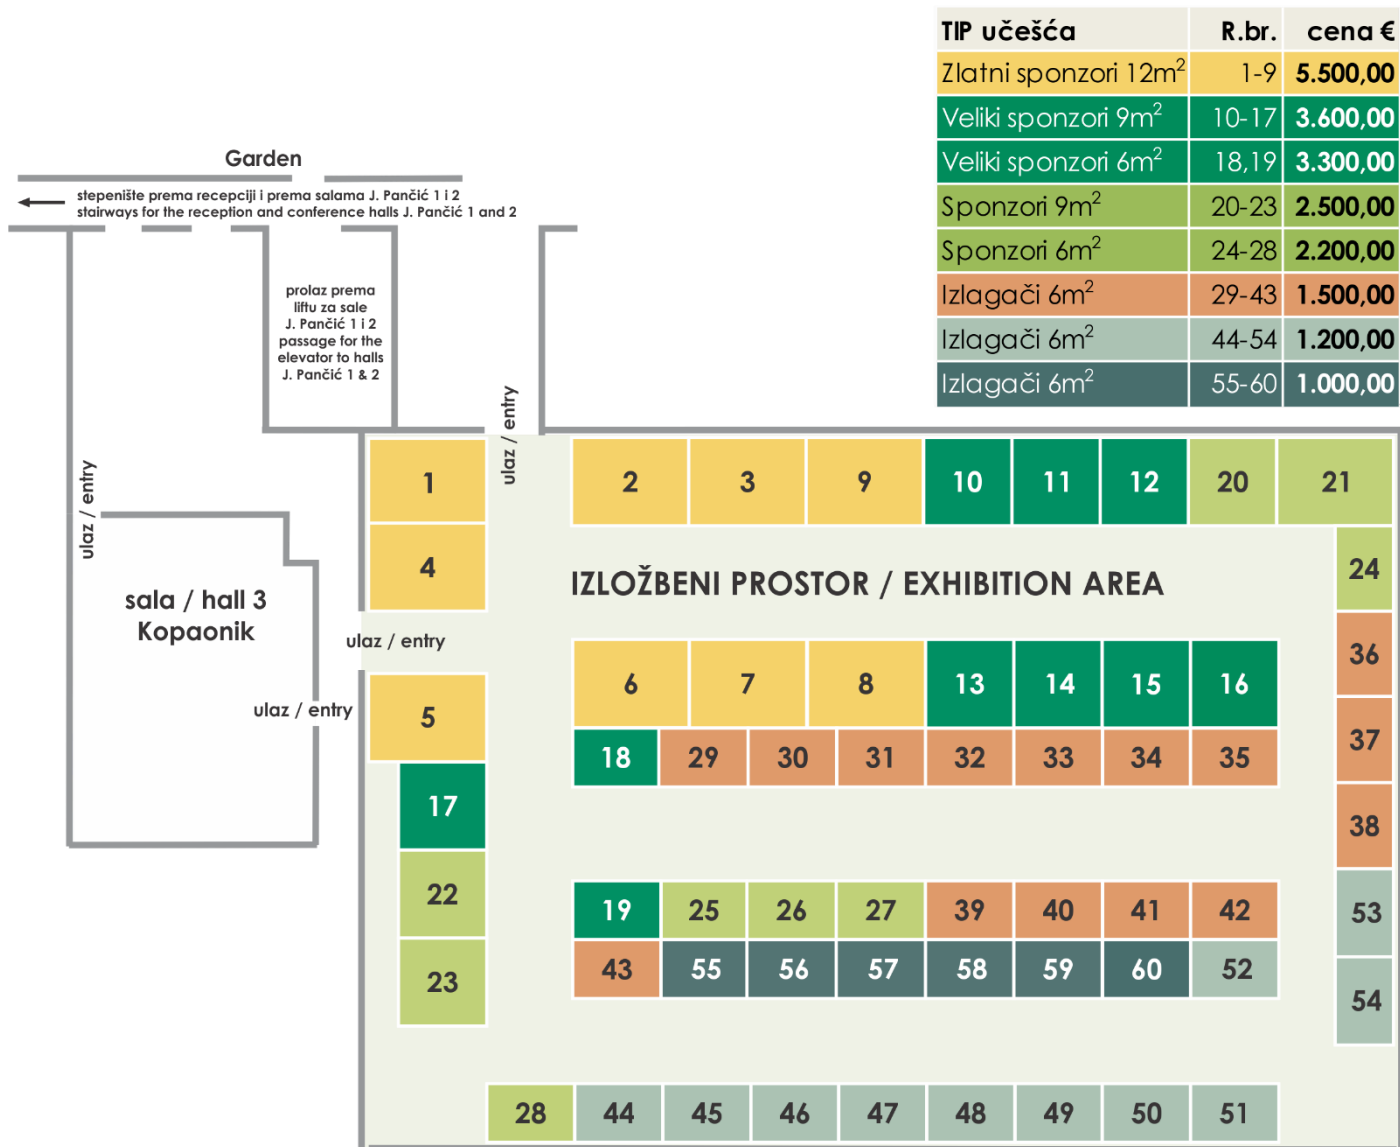 TIP učešća R.br. cena €
Zlatni sponzori 12m² 1-9 5.500,00
Veliki sponzori 9m² 10-17 3.600,00
Veliki sponzori 6m² 18,19 3.300,00
Sponzori 9m² 20-23 2.500,00
Sponzori 6m² 24-28 2.200,00
Izlagači 6m² 29-43 1.500,00
Izlagači 6m² 44-54 1.200,00
Izlagači 6m² 55-60 1.000,00
Garden
stepenište prema recepciji i prema salama J. Pančić 1 i 2
stairways for the reception and conference halls J. Pančić 1 and 2
prolaz prema
liftu za sale
J. Pančić 1 i 2
passage for the
elevator to halls
J. Pančić 1 & 2
ulaz / entry
ulaz / entry
1 2 3 9 10 11 12 20 21
4
IZLOŽBENI PROSTOR / EXHIBITION AREA
24
sala / hall 3
Kopaonik
ulaz / entry
36
ulaz / entry
5
6 7 8 13 14 15 16
37
18 29 30 31 32 33 34 35
17
38
22
19 25 26 27 39 40 41 42
53
23
43 55 56 57 58 59 60 52
54
28 44 45 46 47 48 49 50 51